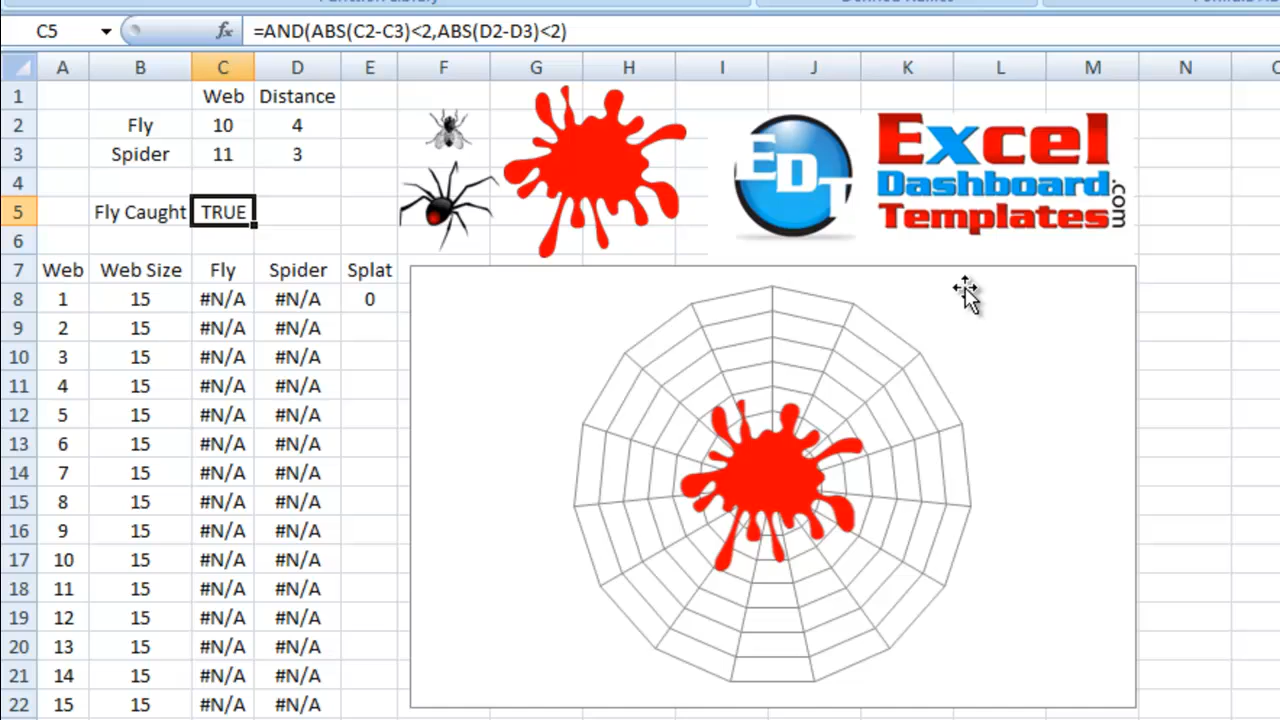 C5 fx =AND(ABS(C2-C3)<2,ABS(D2-D3)<2)
A B C D E F G H I J K L M N
1 Web Distance
2 Fly 10 4
3 Spider 11 3
4
5 Fly Caught TRUE
6
EDT
Excel
Dashboard
Templates
.com
7 Web Web Size Fly Spider Splat
8 1 15 #N/A #N/A 0
9 2 15 #N/A #N/A
10 3 15 #N/A #N/A
11 4 15 #N/A #N/A
12 5 15 #N/A #N/A
13 6 15 #N/A #N/A
14 7 15 #N/A #N/A
15 8 15 #N/A #N/A
16 9 15 #N/A #N/A
17 10 15 #N/A #N/A
18 11 15 #N/A #N/A
19 12 15 #N/A #N/A
20 13 15 #N/A #N/A
21 14 15 #N/A #N/A
22 15 15 #N/A #N/A